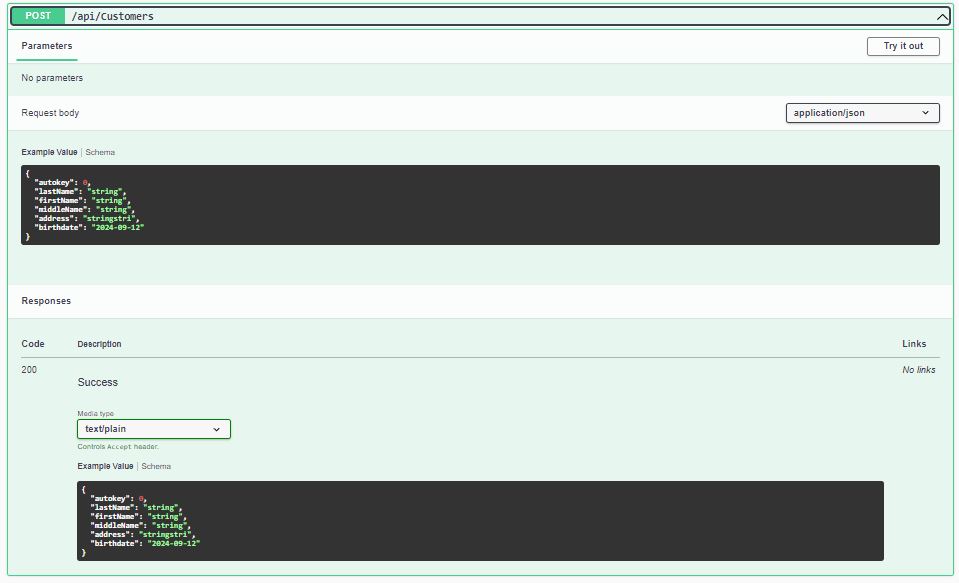 POST /api/Customers
Parameters
Try it out
No parameters
Request body
application/json
Example Value | Schema
{
  "autokey": 0,
  "lastName": "string",
  "firstName": "string",
  "middleName": "string",
  "address": "stringstri",
  "birthdate": "2024-09-12"
}
Responses
Code Description Links
200 Success No links
Media type
text/plain
Controls Accept header.
Example Value | Schema
{
  "autokey": 0,
  "lastName": "string",
  "firstName": "string",
  "middleName": "string",
  "address": "stringstri",
  "birthdate": "2024-09-12"
}